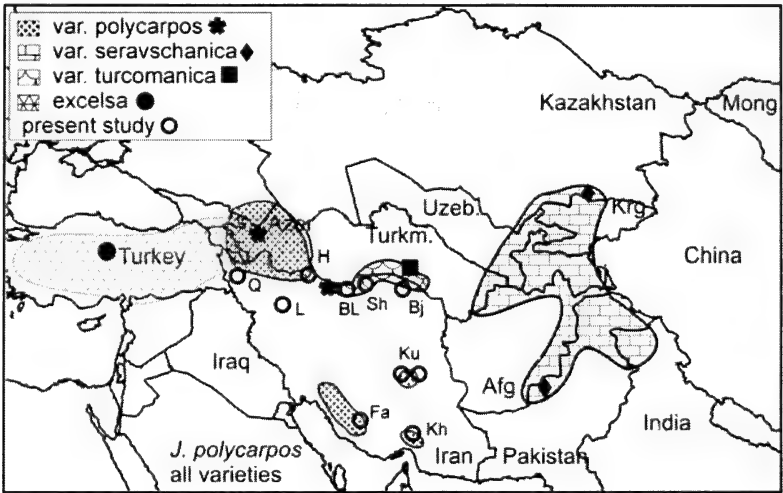 var. polycarpos
var. seravschanica
var. turcomanica
excelsa
present study
Kazakhstan
Mong
Uzeb.
Krg
Turkm.
China
Turkey
H
Q
L
BL
Sh
Bj
Iraq
Ku
Afg
Fa
Kh
India
J. polycarpos
all varieties
Iran
Pakistan